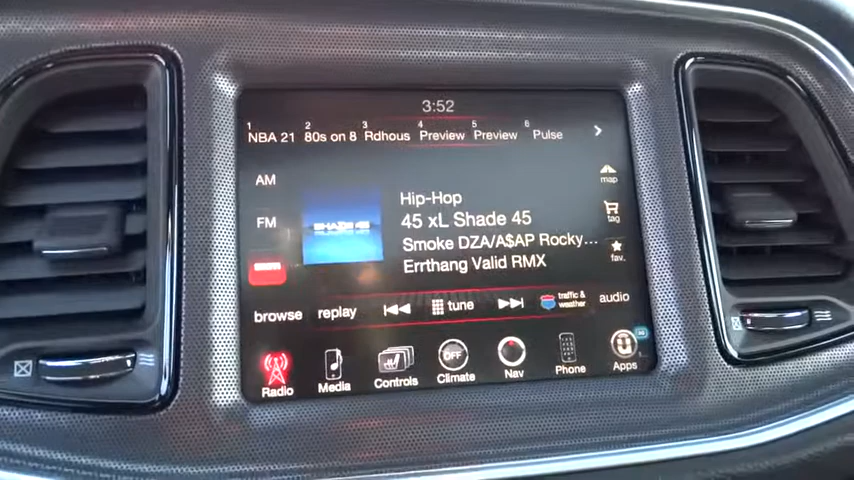 3:52
1 2 3 4 5 6
NBA 21 80s on 8 Rdhous Preview Preview Pulse
AM
map
Hip-Hop
SHADE 45
FM
45 xL Shade 45
tag
Smoke DZA/A$AP Rocky...
fav.
Errthang Valid RMX
browse replay tune traffic & weather audio
OFF
Radio Media Controls Climate Nav Phone Apps